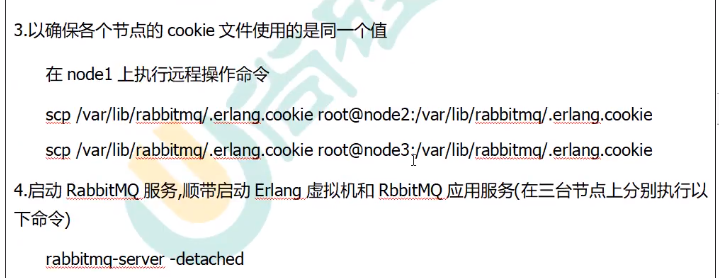 3.以确保各个节点的 cookie 文件使用的是同一个值
在 node1 上执行远程操作命令
scp /var/lib/rabbitmq/.erlang.cookie root@node2:/var/lib/rabbitmq/.erlang.cookie
scp /var/lib/rabbitmq/.erlang.cookie root@node3:/var/lib/rabbitmq/.erlang.cookie
4.启动 RabbitMQ 服务,顺带启动 Erlang 虚拟机和 RbbitMQ 应用服务(在三台节点上分别执行以
下命令)
rabbitmq-server -detached